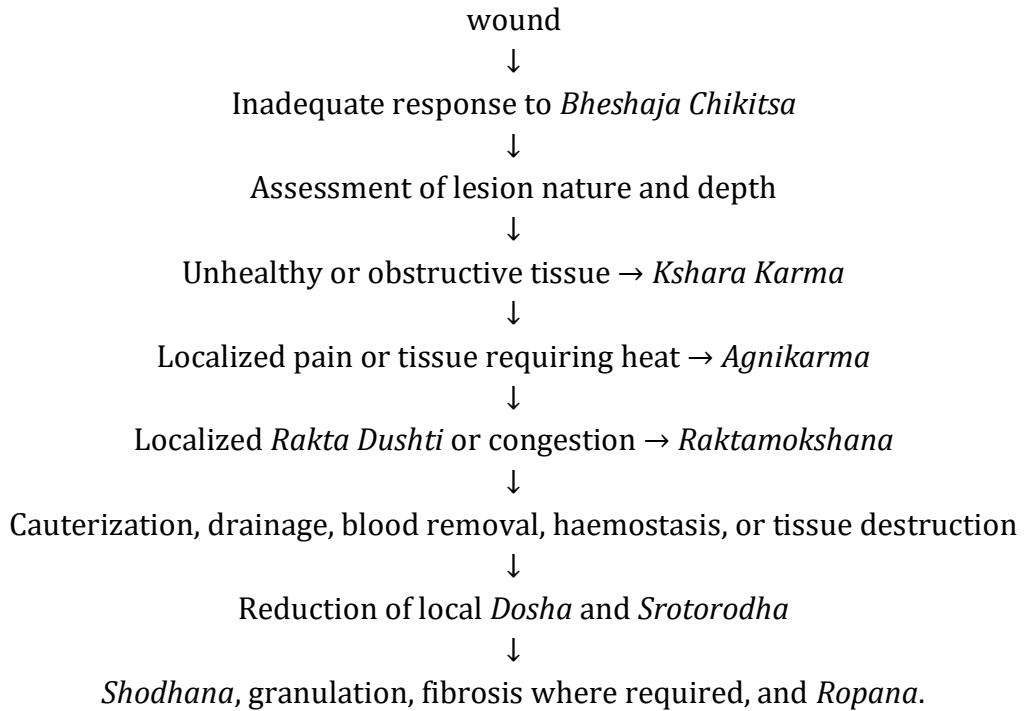 wound
↓
Inadequate response to Bheshaja Chikitsa
↓
Assessment of lesion nature and depth
↓
Unhealthy or obstructive tissue → Kshara Karma
↓
Localized pain or tissue requiring heat → Agnikarma
↓
Localized Rakta Dushti or congestion → Raktamokshana
↓
Cauterization, drainage, blood removal, haemostasis, or tissue destruction
↓
Reduction of local Dosha and Srotorodha
↓
Shodhana, granulation, fibrosis where required, and Ropana.